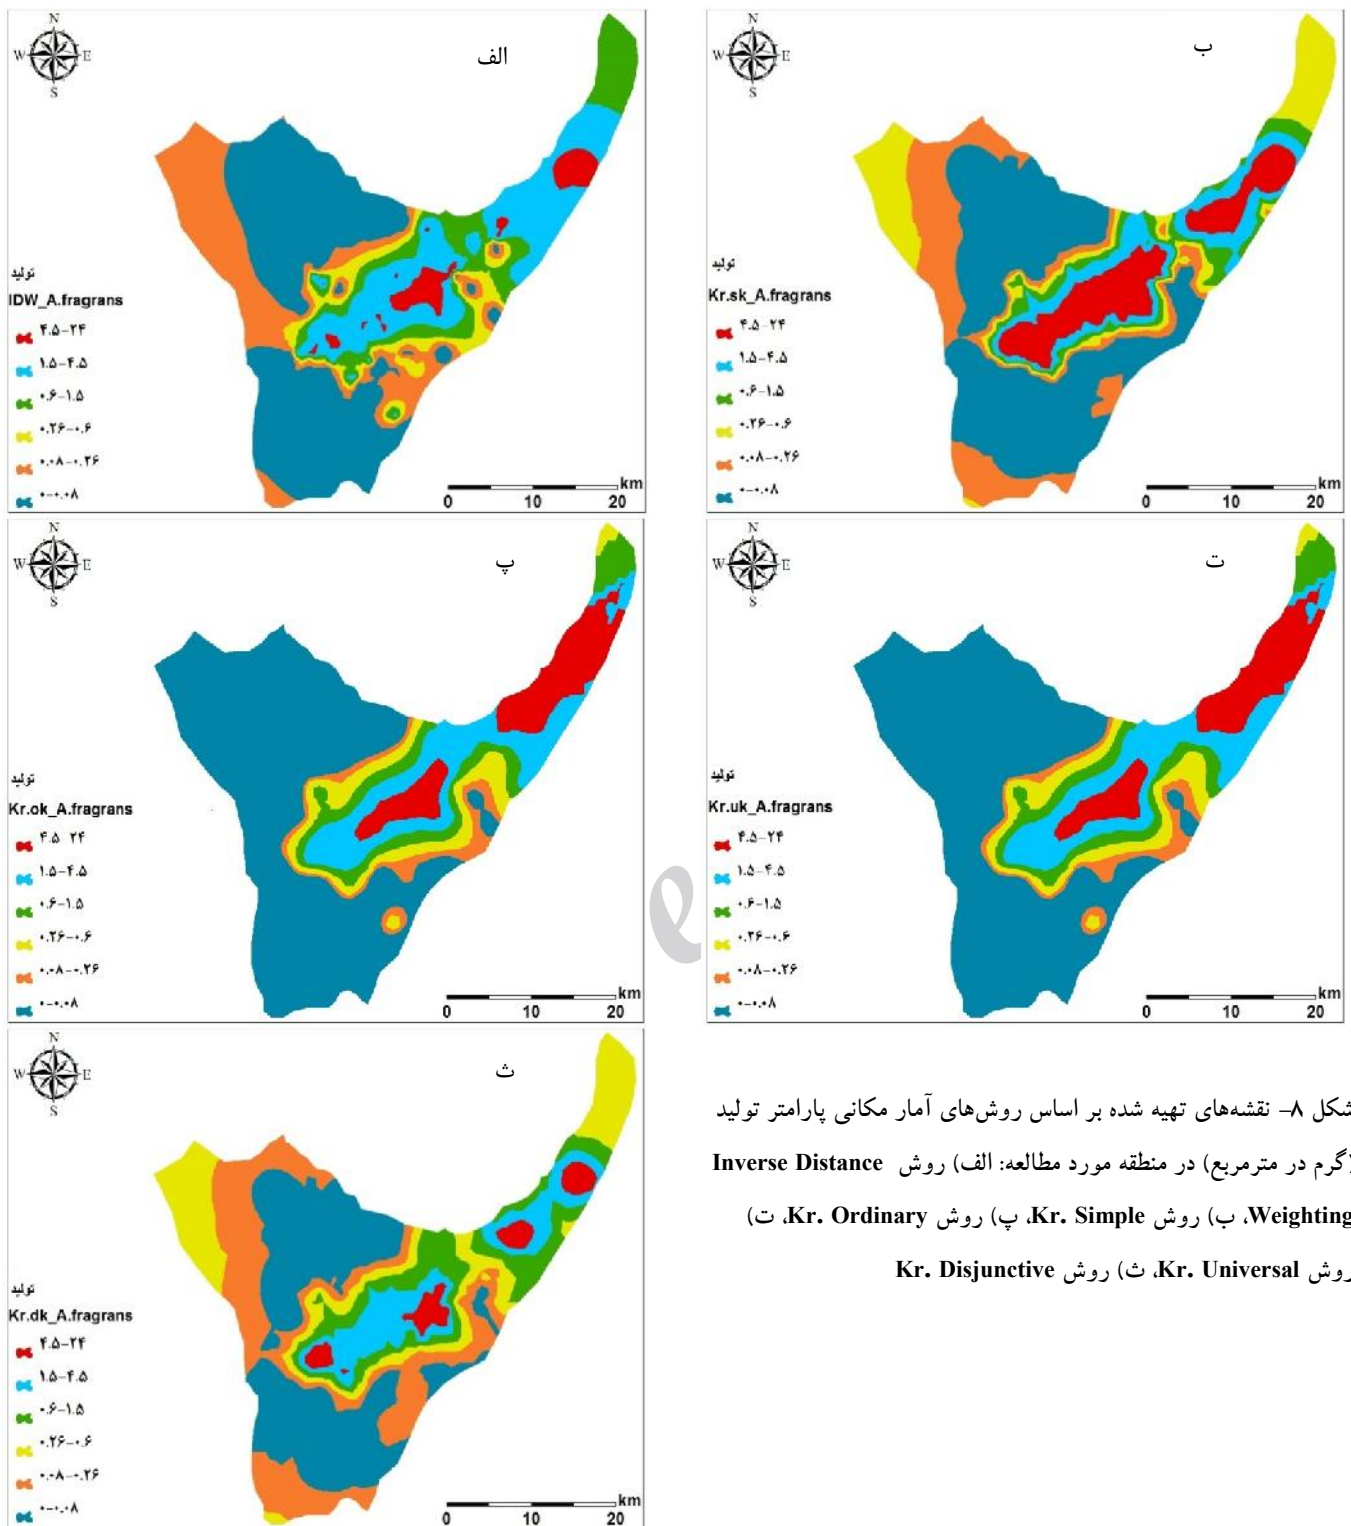 N
W E
S
الف
تولید
IDW_A.fragrans
۴.۵-۲۴
۱.۵-۴.۵
۰.۶-۱.۵
۰.۲۶-۰.۶
۰.۰۸-۰.۲۶
۰-۰.۰۸
km
0 10 20
N
W E
S
ب
تولید
Kr.sk_A.fragrans
۴.۵-۲۴
۱.۵-۴.۵
۰.۶-۱.۵
۰.۲۶-۰.۶
۰.۰۸-۰.۲۶
۰-۰.۰۸
km
0 10 20
N
W E
S
پ
تولید
Kr.ok_A.fragrans
۴.۵-۲۴
۱.۵-۴.۵
۰.۶-۱.۵
۰.۲۶-۰.۶
۰.۰۸-۰.۲۶
۰-۰.۰۸
km
0 10 20
N
W E
S
ت
تولید
Kr.uk_A.fragrans
۴.۵-۲۴
۱.۵-۴.۵
۰.۶-۱.۵
۰.۲۶-۰.۶
۰.۰۸-۰.۲۶
۰-۰.۰۸
km
0 10 20
e
N
W E
S
ث
تولید
Kr.dk_A.fragrans
۴.۵-۲۴
۱.۵-۴.۵
۰.۶-۱.۵
۰.۲۶-۰.۶
۰.۰۸-۰.۲۶
۰-۰.۰۸
km
0 10 20
شکل ۸- نقشه‌های تهیه شده بر اساس روش‌های آمار مکانی پارامتر تولید
(گرم در مترمربع) در منطقه مورد مطالعه: الف) روش Inverse Distance
Weighting، ب) روش Kr. Simple، پ) روش Kr. Ordinary، ت)
روش Kr. Universal، ث) روش Kr. Disjunctive